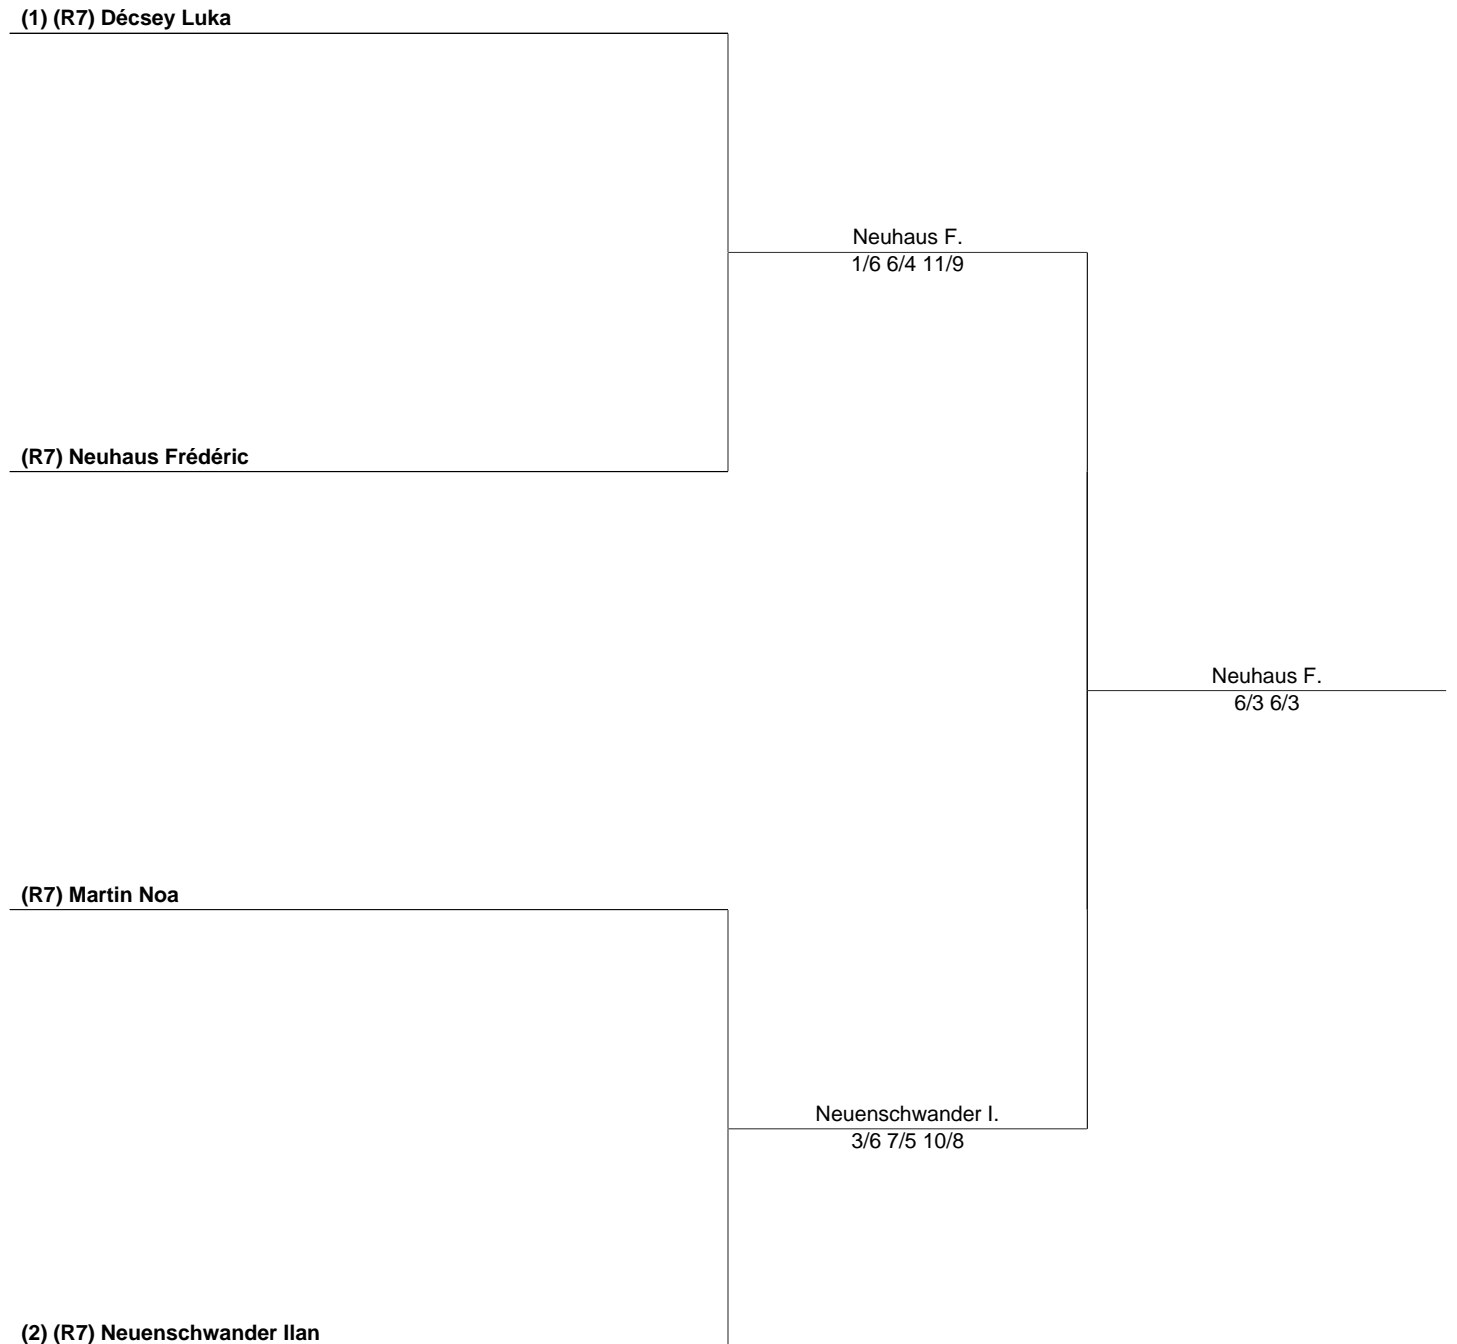 (1) (R7) Décsey Luka
Neuhaus F.
1/6 6/4 11/9
(R7) Neuhaus Frédéric
Neuhaus F.
6/3 6/3
(R7) Martin Noa
Neuenschwander I.
3/6 7/5 10/8
(2) (R7) Neuenschwander Ilan